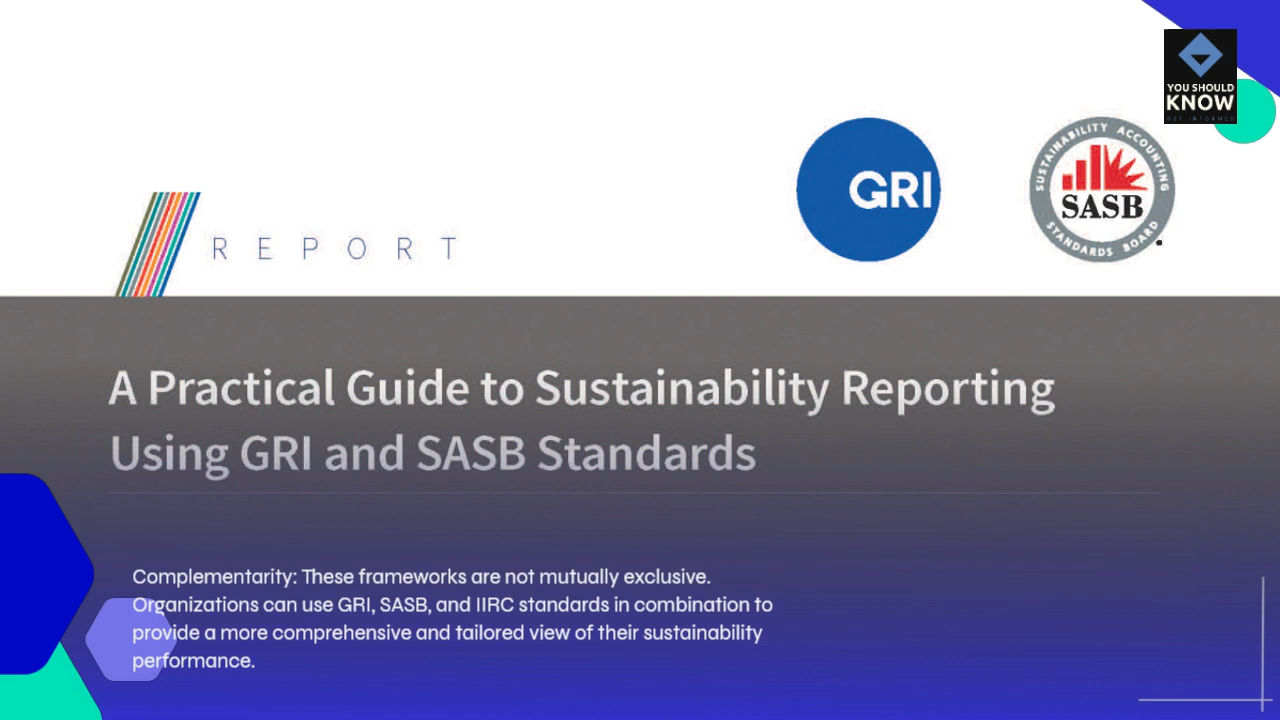 YOU SHOULD
KNOW
GET INFORMED
GRI
SUSTAINABILITY ACCOUNTING
SASB
STANDARDS BOARD
REPORT
A Practical Guide to Sustainability Reporting
Using GRI and SASB Standards
Complementarity: These frameworks are not mutually exclusive.
Organizations can use GRI, SASB, and IIRC standards in combination to
provide a more comprehensive and tailored view of their sustainability
performance.